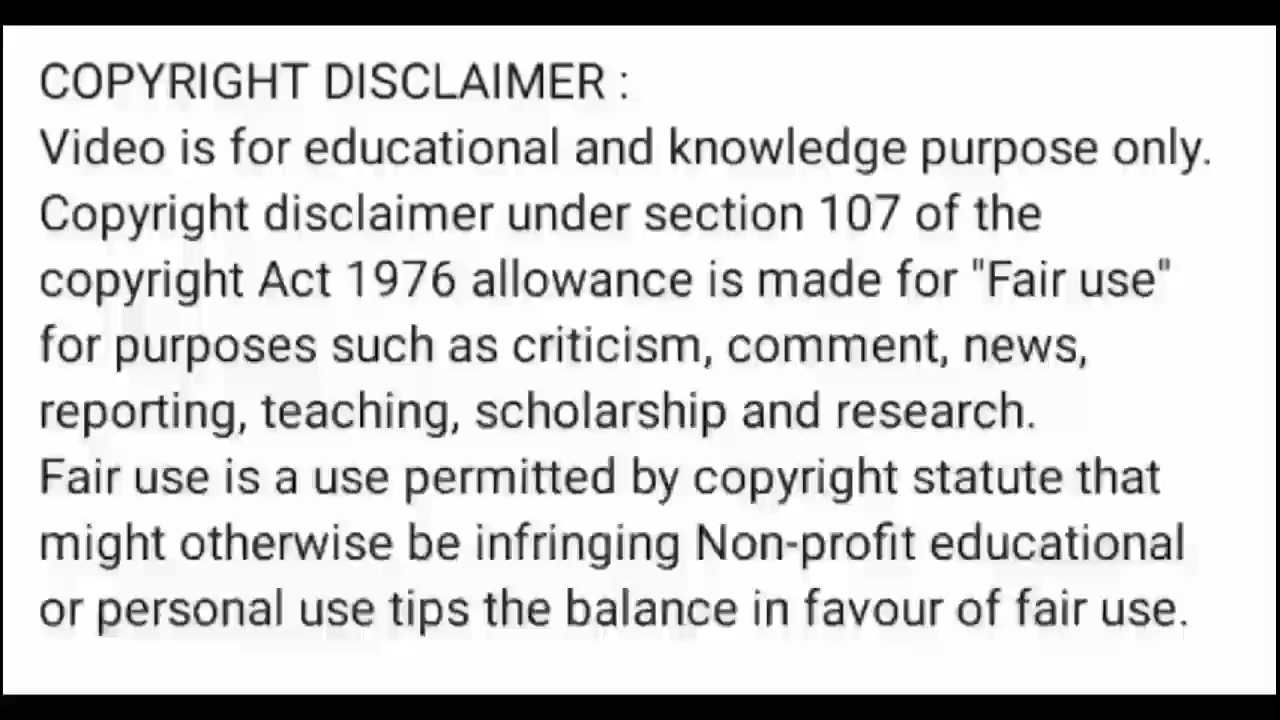 COPYRIGHT DISCLAIMER :
Video is for educational and knowledge purpose only.
Copyright disclaimer under section 107 of the
copyright Act 1976 allowance is made for "Fair use"
for purposes such as criticism, comment, news,
reporting, teaching, scholarship and research.
Fair use is a use permitted by copyright statute that
might otherwise be infringing Non-profit educational
or personal use tips the balance in favour of fair use.